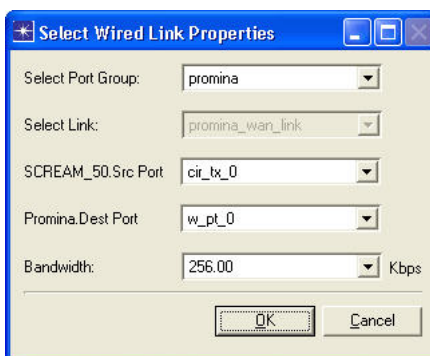 Select Wired Link Properties
Select Port Group: promina
Select Link: promina_wan_link
SCREAM_50.Src Port cir_tx_0
Promina.Dest Port w_pt_0
Bandwidth: 256.00 Kbps
OK Cancel